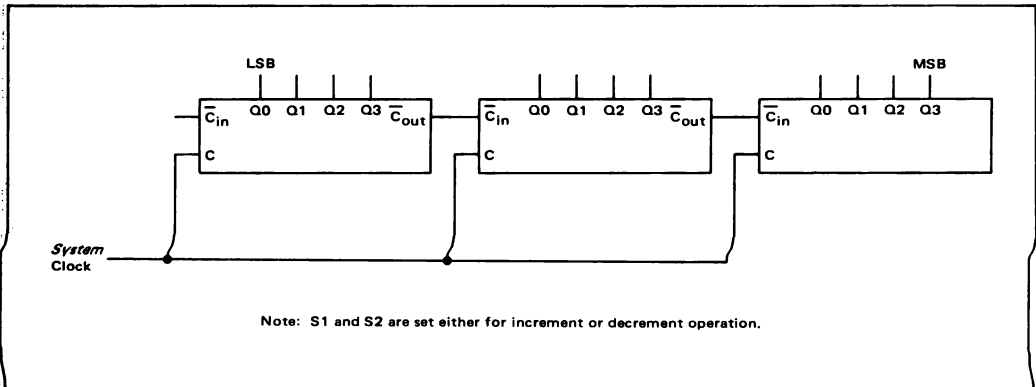 LSB MSB
Q0 Q1 Q2 Q3 Q0 Q1 Q2 Q3 Q0 Q1 Q2 Q3
C̅in C̅out C̅in C̅out C̅in
C C C
System
Clock
Note: S1 and S2 are set either for increment or decrement operation.